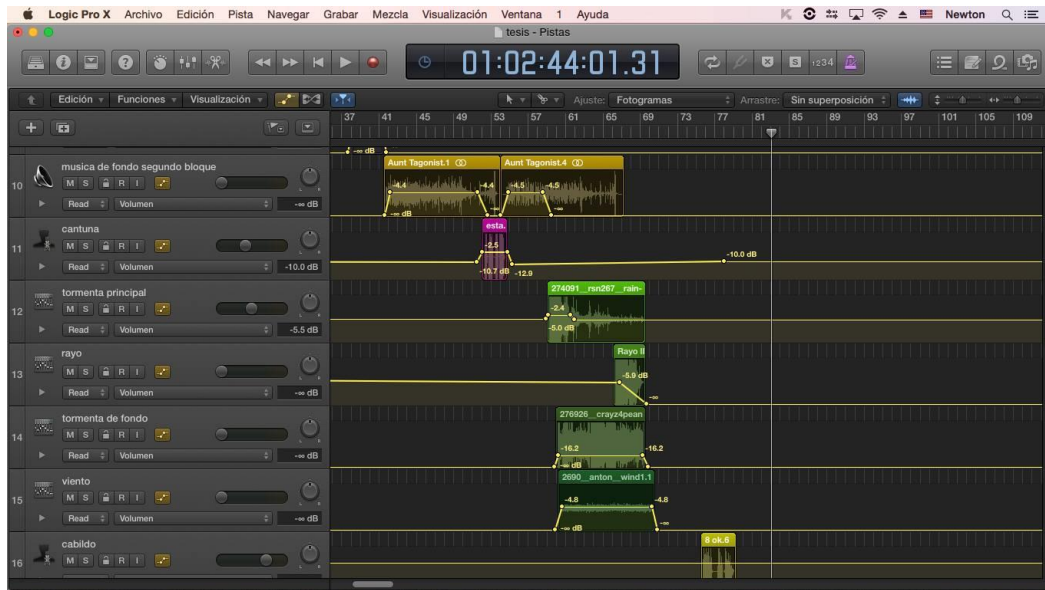 Logic Pro X Archivo Edición Pista Navegar Grabar Mezcla Visualización Ventana 1 Ayuda Newton
tesis - Pistas
01:02:44:01.31
1234
Edición Funciones Visualización Ajuste: Fotogramas Arrastre: Sin superposición
37 41 45 49 53 57 61 65 69 73 77 81 85 89 93 97 101 105 109
-∞ dB
10 musica de fondo segundo bloque
M S R I
Read Volumen -∞ dB
Aunt Tagonist.1 Aunt Tagonist.4
-4.4 -4.4 -4.5 -4.5
-∞ dB -∞ -∞
11 cantuna
M S R I
Read Volumen -10.0 dB
esta.
-2.5
-10.0 dB
-10.7 dB -12.9
12 tormenta principal
M S R I
Read Volumen -5.5 dB
274091__rsn267__rain-
-2.4
-5.0 dB
13 rayo
M S R I
Read Volumen -∞ dB
Rayo II
-5.9 dB
-∞
14 tormenta de fondo
M S R I
Read Volumen -∞ dB
276926__crayz4pean
-16.2 -16.2
-∞ dB
15 viento
M S R I
Read Volumen -∞ dB
2690__anton__wind1.1
-4.8 -4.8
-∞ dB -∞
16 cabildo
M S R I
8 ok.6